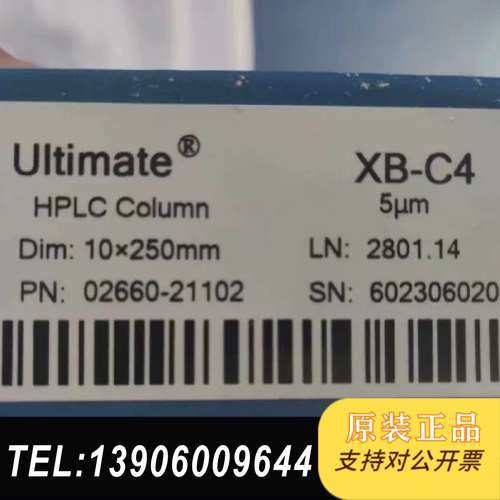 Ultimate®
XB-C4
HPLC Column
5µm
Dim: 10×250mm
LN: 2801.14
PN: 02660-21102
SN: 602306020
TEL:13906009644
原装正品
支持对公开票